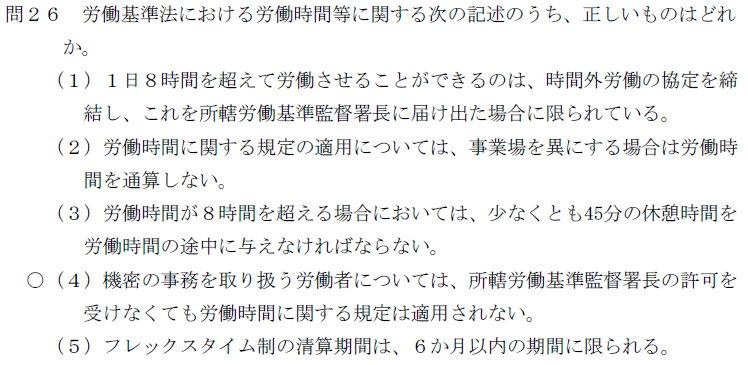 問２６　労働基準法における労働時間等に関する次の記述のうち、正しいものはどれ
か。
（１）１日８時間を超えて労働させることができるのは、時間外労働の協定を締
結し、これを所轄労働基準監督署長に届け出た場合に限られている。
（２）労働時間に関する規定の適用については、事業場を異にする場合は労働時
間を通算しない。
（３）労働時間が８時間を超える場合においては、少なくとも45分の休憩時間を
労働時間の途中に与えなければならない。
○（４）機密の事務を取り扱う労働者については、所轄労働基準監督署長の許可を
受けなくても労働時間に関する規定は適用されない。
（５）フレックスタイム制の清算期間は、６か月以内の期間に限られる。